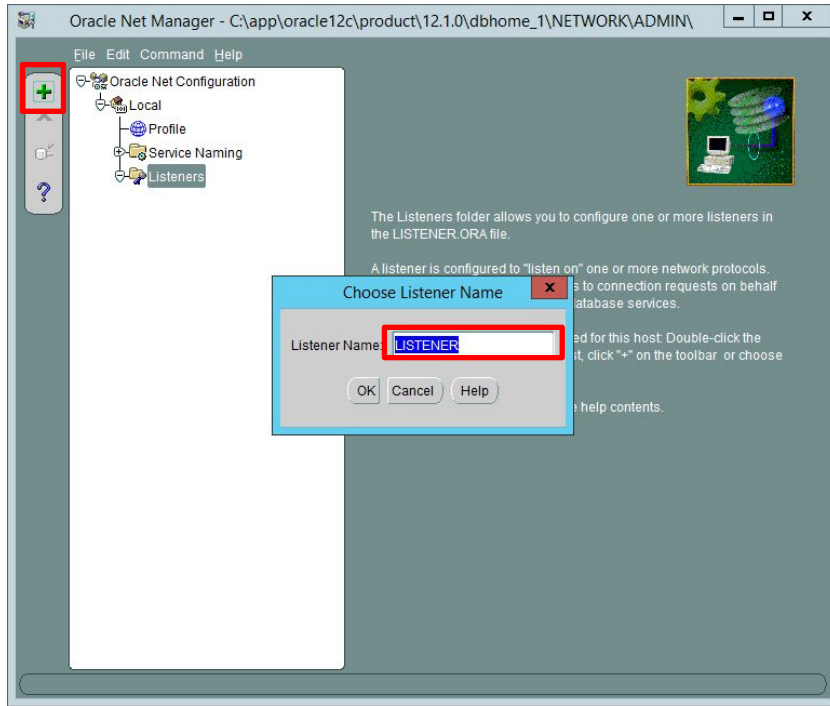 Oracle Net Manager - C:\app\oracle12c\product\12.1.0\dbhome_1\NETWORK\ADMIN\
File Edit Command Help
Oracle Net Configuration
Local
Profile
Service Naming
Listeners
?
The Listeners folder allows you to configure one or more listeners in
the LISTENER.ORA file.
A listener is configured to "listen on" one or more network protocols.
s to connection requests on behalf
atabase services.
ed for this host: Double-click the
st, click "+" on the toolbar or choose
e help contents.
Choose Listener Name
Listener Name: LISTENER
OK Cancel Help